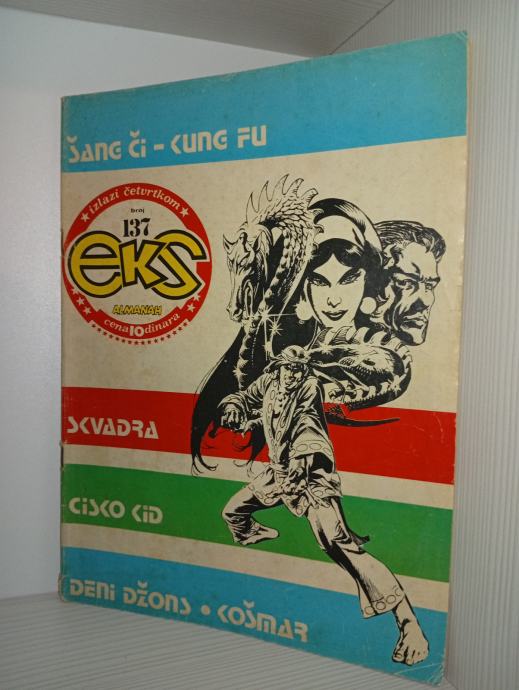 ŠANG ČI - KUNG FU
izlazi četvrtkom
broj
137
eks
ALMANAH
cena 10 dinara
SKVADRA
CISKO KID
DENI DŽONS • KOŠMAR